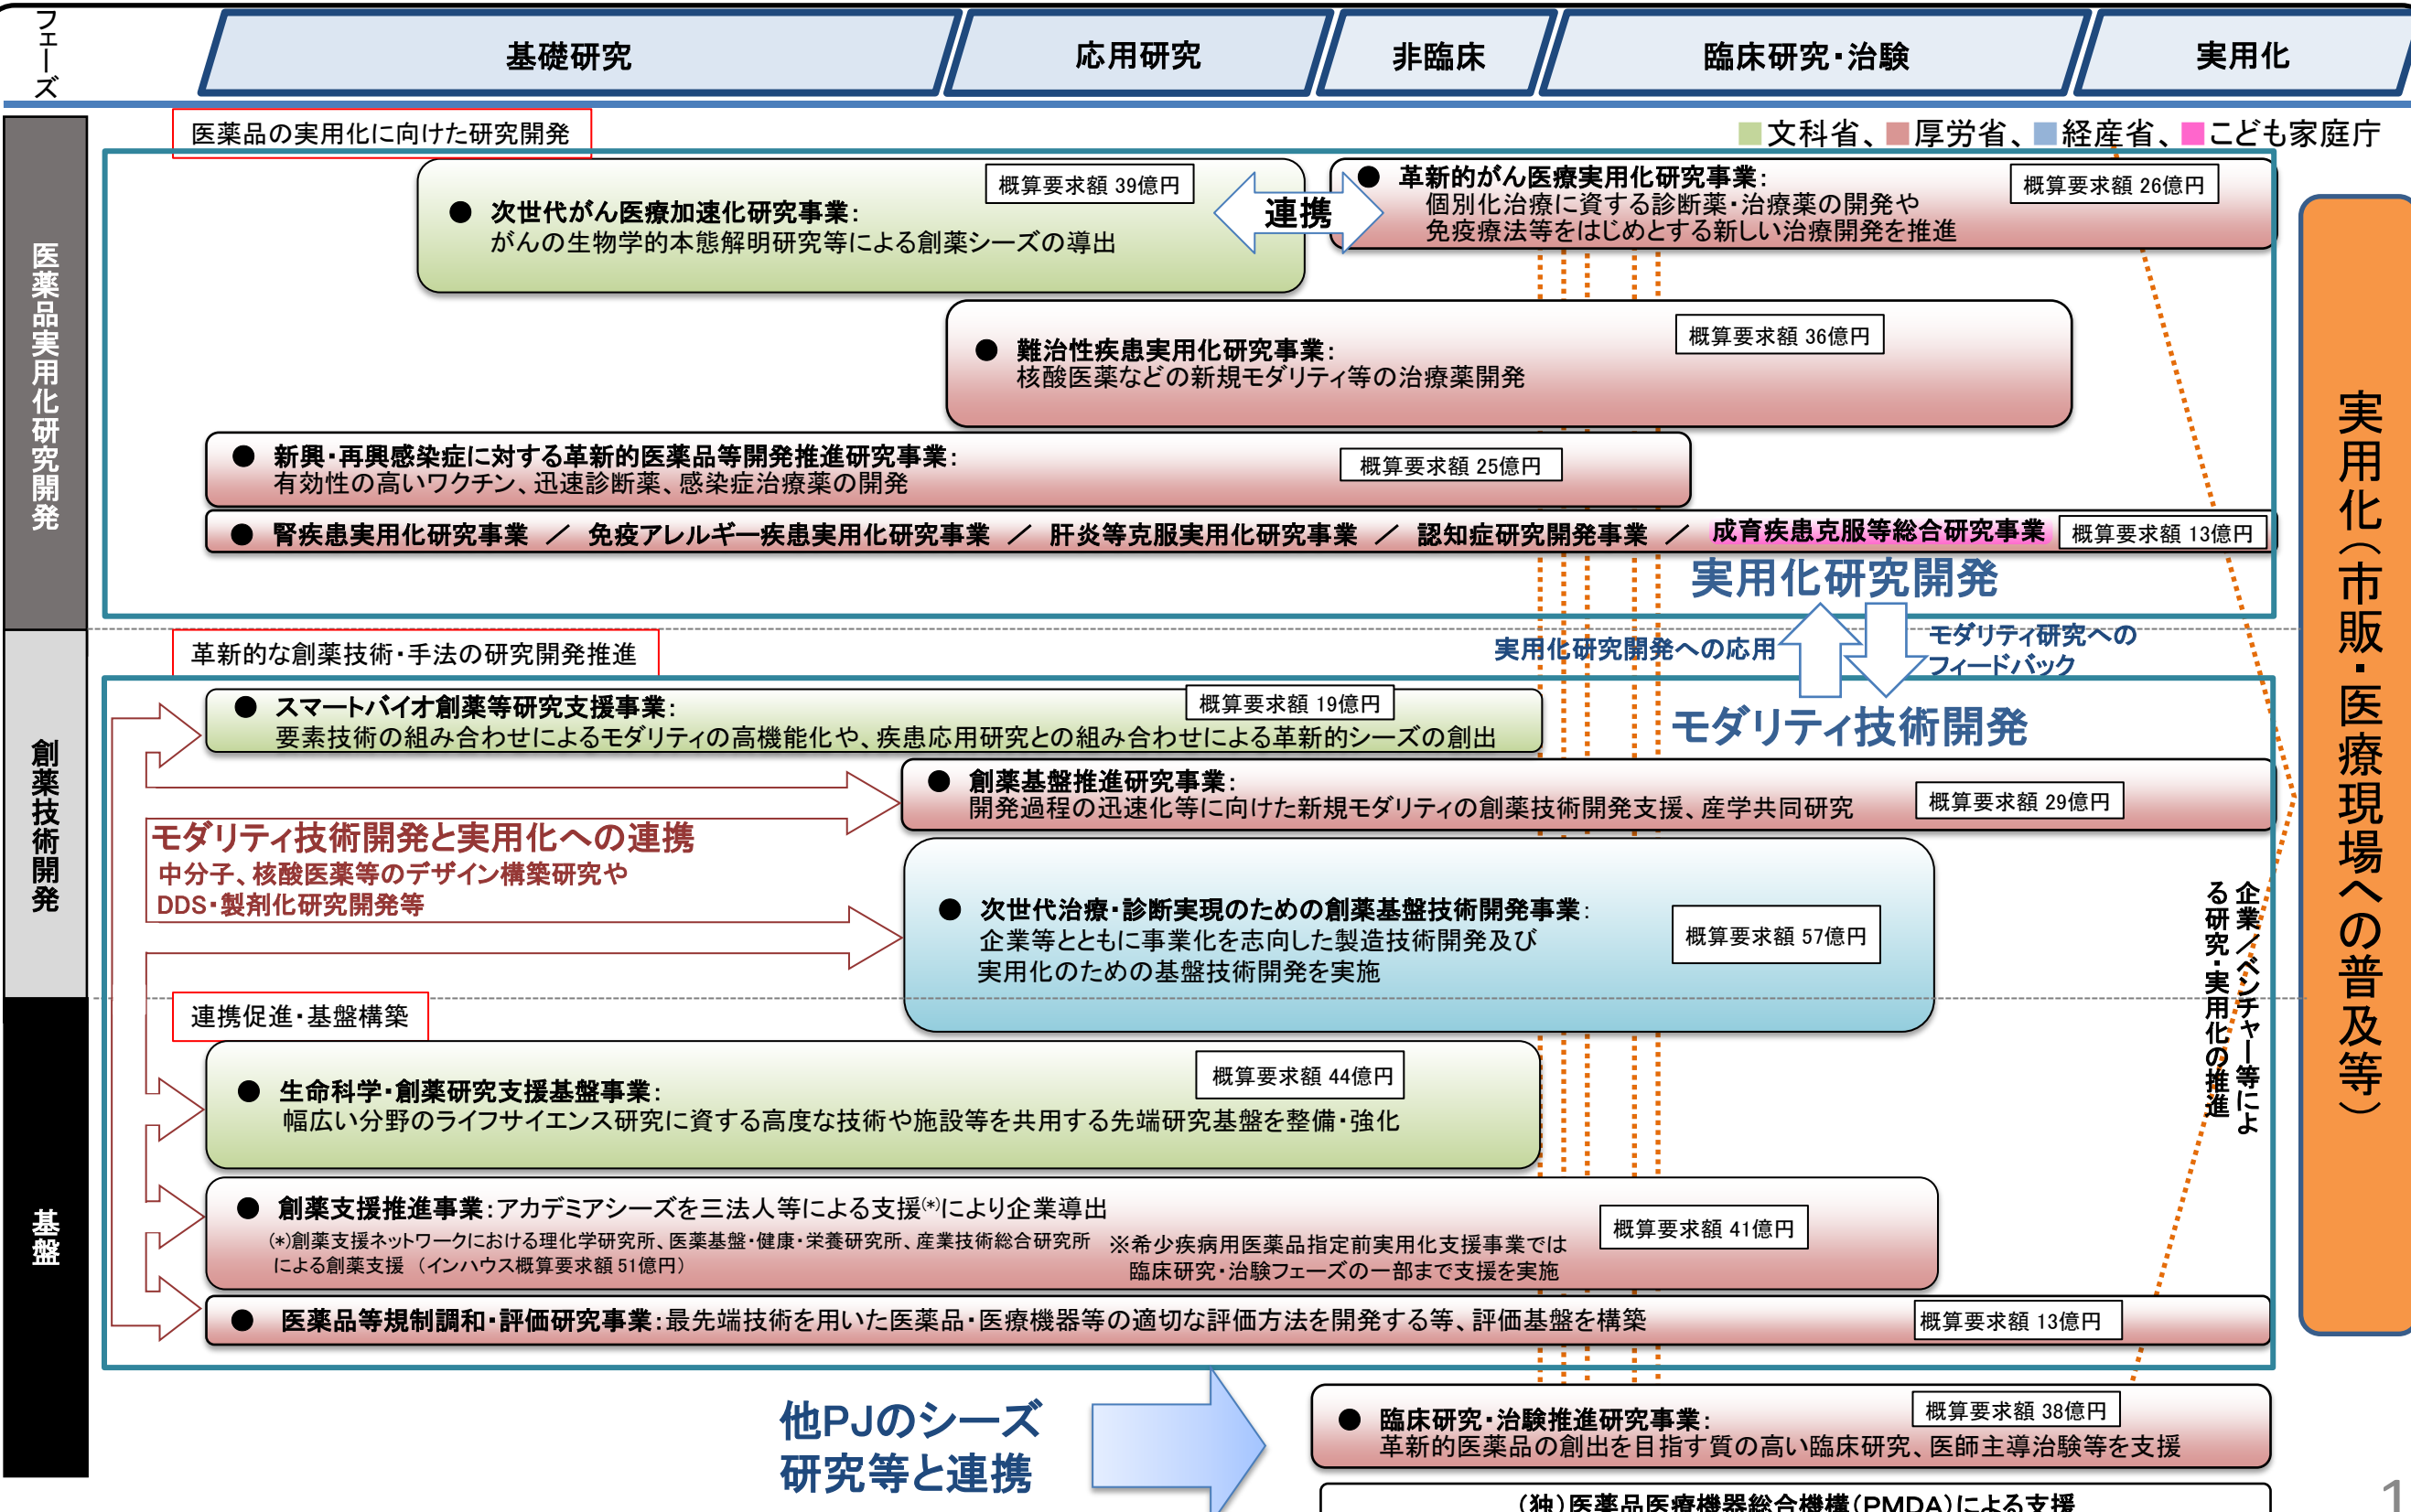 フェーズ
基礎研究
応用研究
非臨床
臨床研究・治験
実用化
医薬品の実用化に向けた研究開発
文科省、厚労省、経産省、こども家庭庁
医薬品実用化研究開発
● 次世代がん医療加速化研究事業：
がんの生物学的本態解明研究等による創薬シーズの導出
概算要求額 39億円
連携
● 革新的がん医療実用化研究事業：
個別化治療に資する診断薬・治療薬の開発や
免疫療法等をはじめとする新しい治療開発を推進
概算要求額 26億円
● 難治性疾患実用化研究事業：
核酸医薬などの新規モダリティ等の治療薬開発
概算要求額 36億円
● 新興・再興感染症に対する革新的医薬品等開発推進研究事業：
有効性の高いワクチン、迅速診断薬、感染症治療薬の開発
概算要求額 25億円
● 腎疾患実用化研究事業 ／ 免疫アレルギー疾患実用化研究事業 ／ 肝炎等克服実用化研究事業 ／ 認知症研究開発事業 ／ 成育疾患克服等総合研究事業
概算要求額 13億円
実用化研究開発
実用化研究開発への応用
モダリティ研究への
フィードバック
モダリティ技術開発
創薬技術開発
革新的な創薬技術・手法の研究開発推進
● スマートバイオ創薬等研究支援事業：
要素技術の組み合わせによるモダリティの高機能化や、疾患応用研究との組み合わせによる革新的シーズの創出
概算要求額 19億円
● 創薬基盤推進研究事業：
開発過程の迅速化等に向けた新規モダリティの創薬技術開発支援、産学共同研究
概算要求額 29億円
モダリティ技術開発と実用化への連携
中分子、核酸医薬等のデザイン構築研究や
DDS・製剤化研究開発等
● 次世代治療・診断実現のための創薬基盤技術開発事業：
企業等とともに事業化を志向した製造技術開発及び
実用化のための基盤技術開発を実施
概算要求額 57億円
企業／ベンチャー等によ
る研究・実用化の推進
実用化（市販・医療現場への普及等）
基盤
連携促進・基盤構築
● 生命科学・創薬研究支援基盤事業：
幅広い分野のライフサイエンス研究に資する高度な技術や施設等を共用する先端研究基盤を整備・強化
概算要求額 44億円
● 創薬支援推進事業：アカデミアシーズを三法人等による支援(*)により企業導出
(*)創薬支援ネットワークにおける理化学研究所、医薬基盤・健康・栄養研究所、産業技術総合研究所
による創薬支援 （インハウス概算要求額 51億円）
※希少疾病用医薬品指定前実用化支援事業では
臨床研究・治験フェーズの一部まで支援を実施
概算要求額 41億円
● 医薬品等規制調和・評価研究事業：最先端技術を用いた医薬品・医療機器等の適切な評価方法を開発する等、評価基盤を構築
概算要求額 13億円
他PJのシーズ
研究等と連携
● 臨床研究・治験推進研究事業：
革新的医薬品の創出を目指す質の高い臨床研究、医師主導治験等を支援
概算要求額 38億円
（独）医薬品医療機器総合機構（PMDA）による支援
1